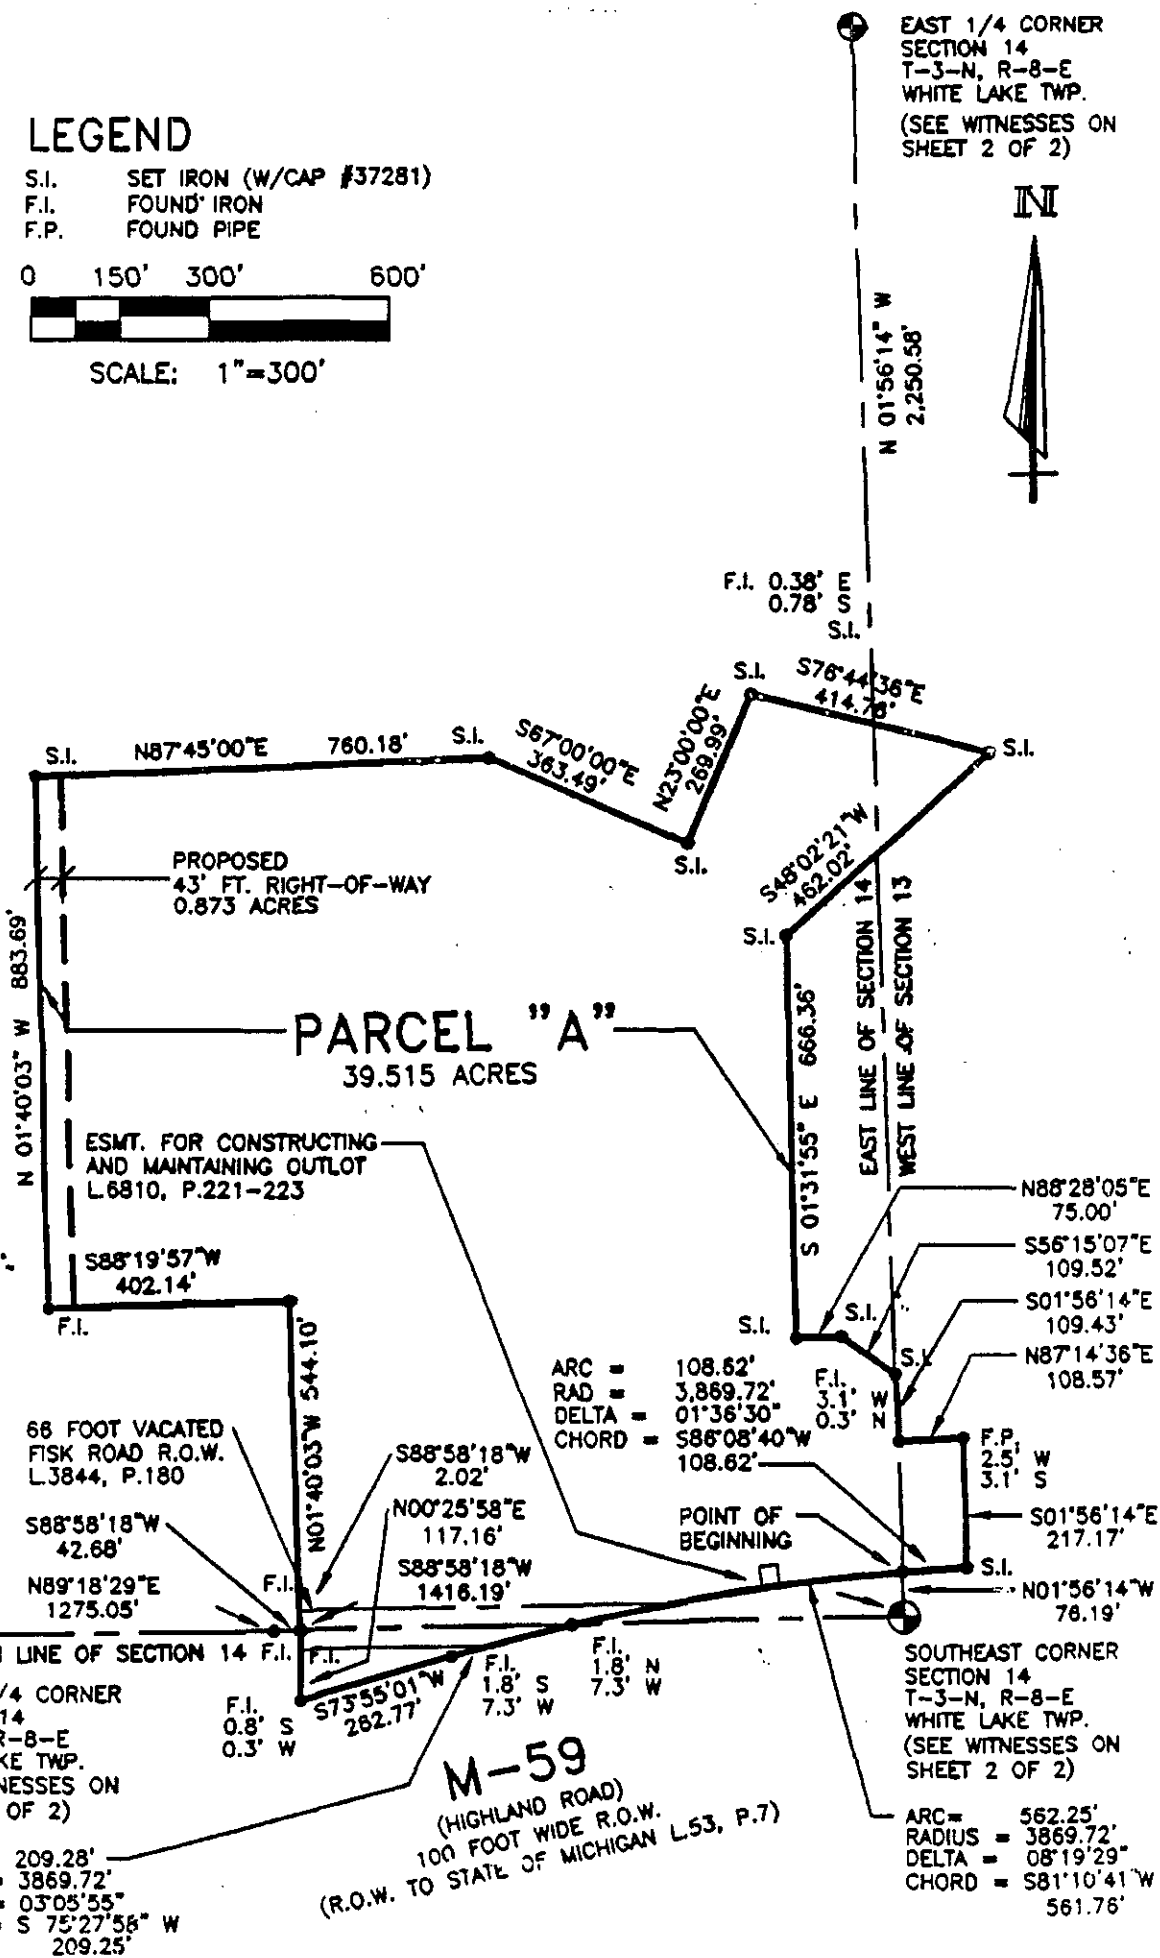 EAST 1/4 CORNER
SECTION 14
T-3-N, R-8-E
WHITE LAKE TWP.
(SEE WITNESSES ON
SHEET 2 OF 2)
N
LEGEND
S.I. SET IRON (W/CAP #37281)
F.I. FOUND IRON
F.P. FOUND PIPE
0 150' 300' 600'
SCALE: 1"=300'
N 01°56'14" W
2,250.58'
F.I. 0.38' E
0.78' S
S.I.
S.I.
S76°44'36"E
414.78'
S.I.
N87°45'00"E 760.18'
S.I.
S67°00'00"E
363.49'
N23°00'00"E
269.99'
S.I.
S.I.
PROPOSED
43' FT. RIGHT-OF-WAY
0.873 ACRES
S48°02'21"W
462.02'
S.I.
N 01°40'03" W 883.69'
PARCEL "A"
39.515 ACRES
S 01°31'55" E 666.36'
EAST LINE OF SECTION 14
WEST LINE OF SECTION 13
ESMT. FOR CONSTRUCTING
AND MAINTAINING OUTLOT
L.6810, P.221-223
N88°28'05"E
75.00'
S56°15'07"E
109.52'
S01°56'14"E
109.43'
N87°14'36"E
108.57'
S88°19'57"W
402.14'
F.I.
S.I.
S.I.
S.I.
ARC = 108.62'
RAD = 3,869.72'
DELTA = 01°36'30"
CHORD = S86°08'40"W
108.62'
F.I.
3.1' W
0.3' N
F.P.
2.5' W
3.1' S
N01°40'03"W 544.10'
66 FOOT VACATED
FISK ROAD R.O.W.
L.3844, P.180
S88°58'18"W
2.02'
N00°25'58"E
117.16'
S88°58'18"W
1416.19'
POINT OF
BEGINNING
S01°56'14"E
217.17'
S.I.
S88°58'18"W
42.68'
N89°18'29"E
1275.05'
F.I.
N01°56'14"W
76.19'
LINE OF SECTION 14 F.I. F.I.
/4 CORNER
14
R-8-E
KE TWP.
NESSES ON
OF 2)
F.I.
0.8' S
0.3' W
S73°55'01"W
262.77'
F.I.
1.8' S
7.3' W
F.I.
1.8' N
7.3' W
SOUTHEAST CORNER
SECTION 14
T-3-N, R-8-E
WHITE LAKE TWP.
(SEE WITNESSES ON
SHEET 2 OF 2)
M-59
(HIGHLAND ROAD)
100 FOOT WIDE R.O.W.
(R.O.W. TO STATE OF MICHIGAN L.53, P.7)
209.28'
= 3869.72'
= 03°05'55"
= S 75°27'58" W
209.25'
ARC= 562.25'
RADIUS = 3869.72'
DELTA = 08°19'29"
CHORD = S81°10'41"W
561.76'